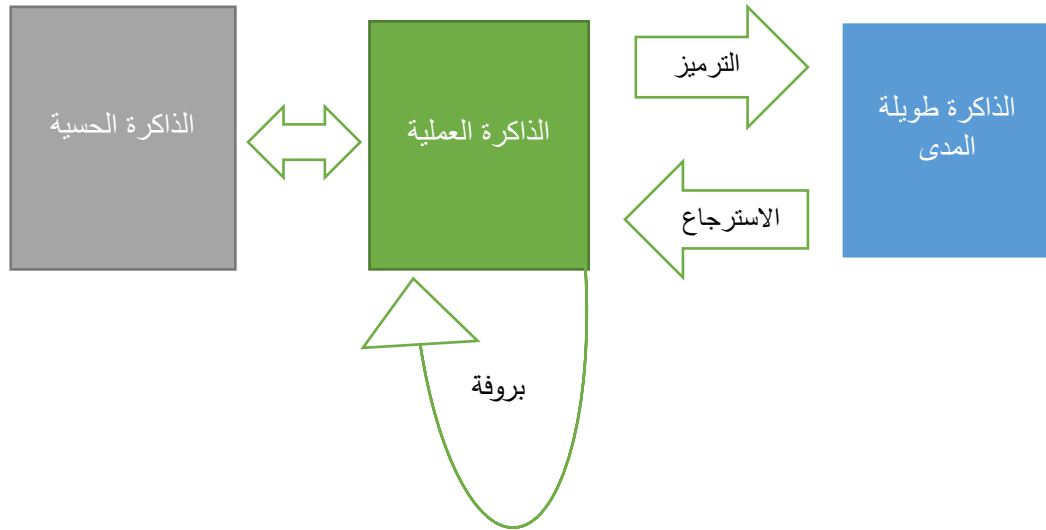 الترميز
الذاكرة الحسية
الذاكرة العملية
الذاكرة طويلة
المدى
الاسترجاع
بروفة